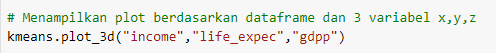 # Menampilkan plot berdasarkan dataframe dan 3 variabel x,y,z
kmeans.plot_3d("income","life_expec","gdpp")